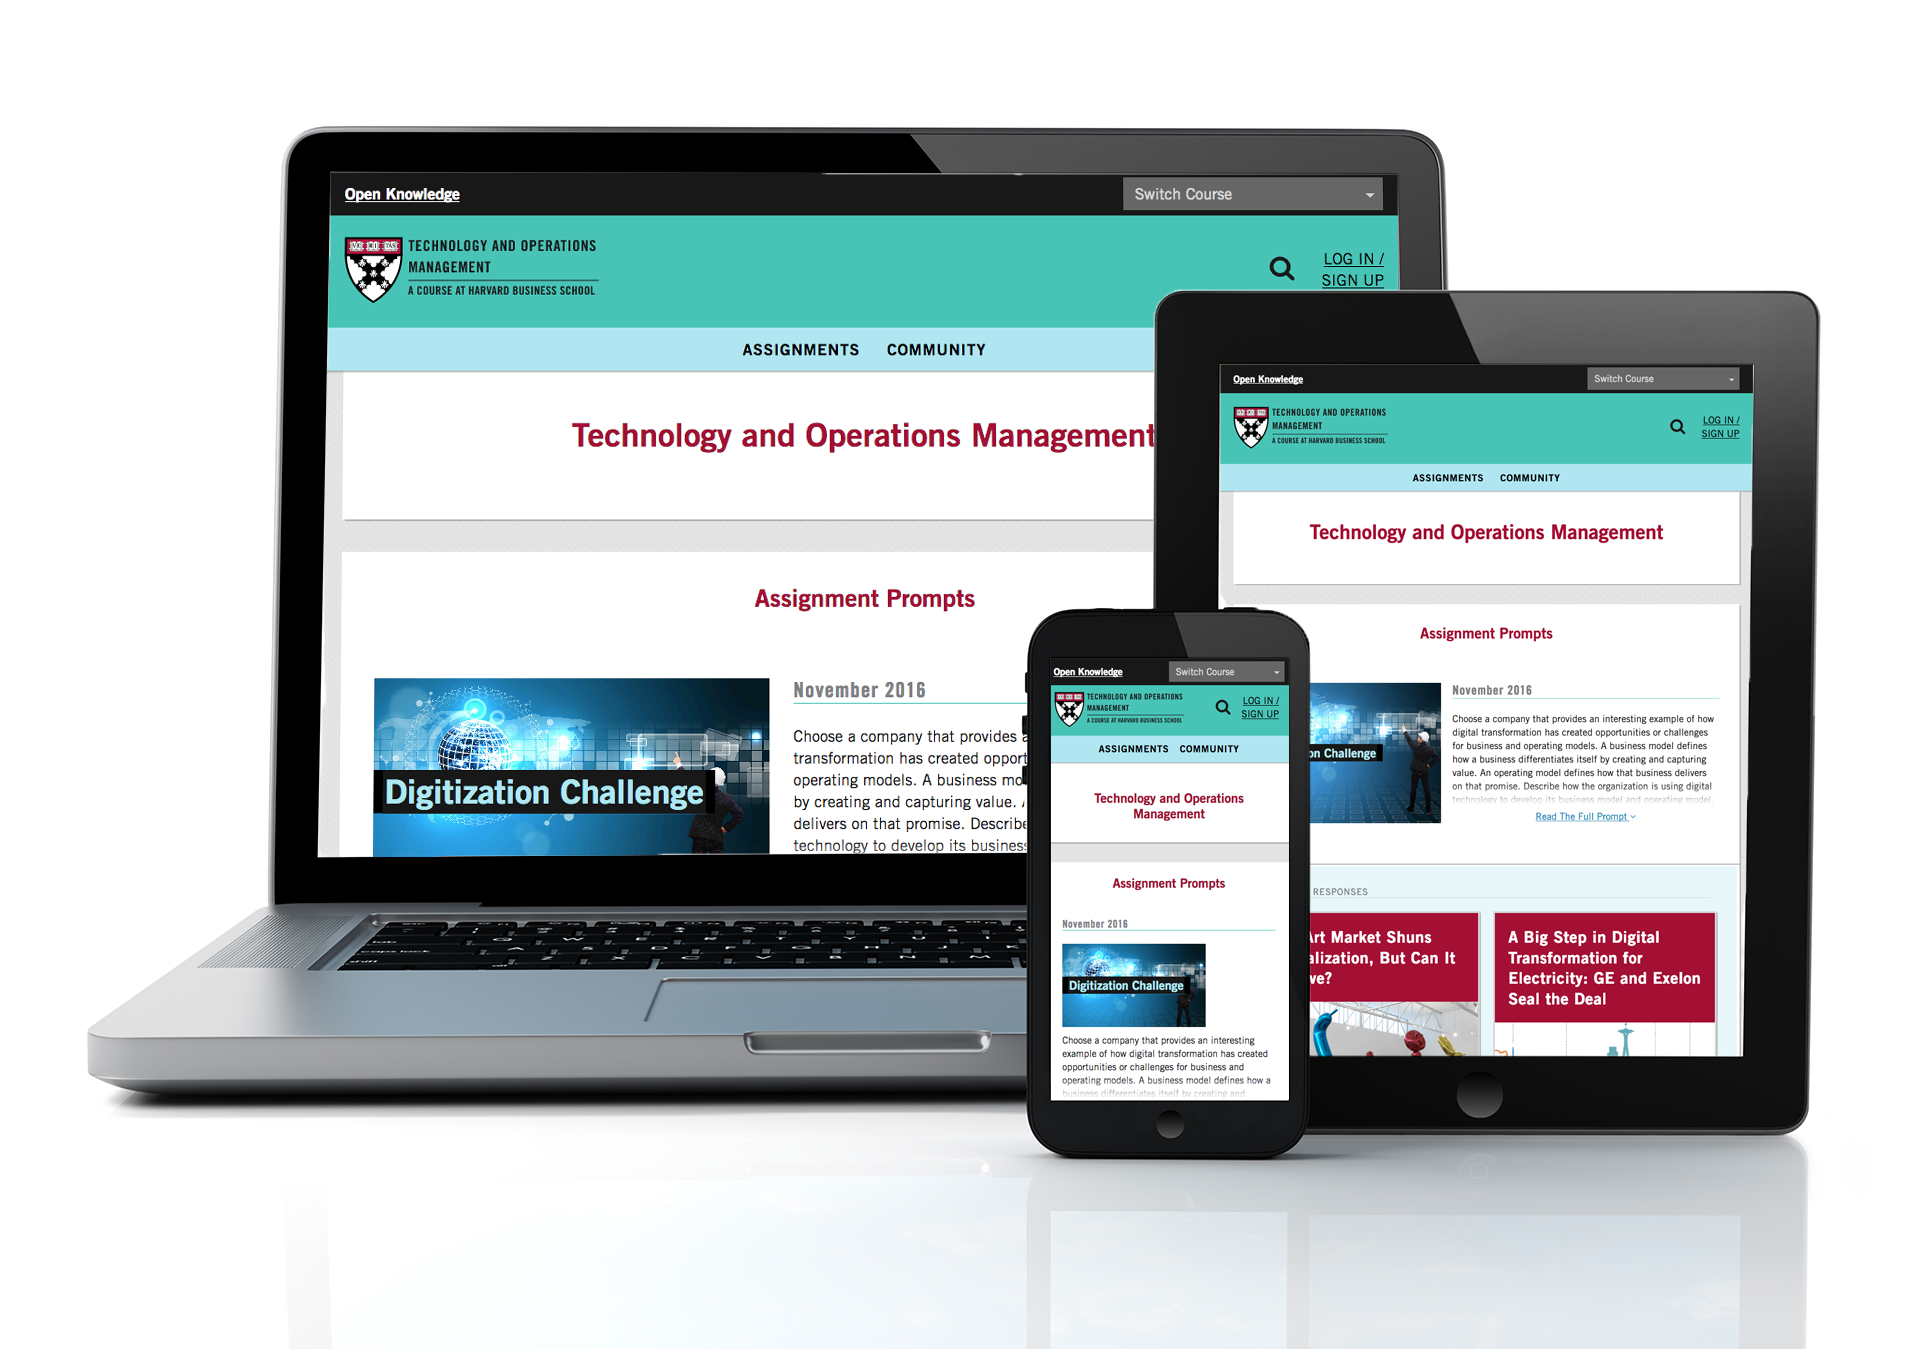 Open Knowledge
Switch Course
TECHNOLOGY AND OPERATIONS
MANAGEMENT
A COURSE AT HARVARD BUSINESS SCHOOL
LOG IN /
SIGN UP
ASSIGNMENTS COMMUNITY
Technology and Operations Management
Assignment Prompts
Digitization Challenge
November 2016
Choose a company that provides a
transformation has created opport
operating models. A business mo
by creating and capturing value.
delivers on that promise. Describe
technology to develop its business
Open Knowledge
Switch Course
TECHNOLOGY AND OPERATIONS
MANAGEMENT
A COURSE AT HARVARD BUSINESS SCHOOL
LOG IN /
SIGN UP
ASSIGNMENTS COMMUNITY
Technology and Operations
Management
Assignment Prompts
November 2016
Digitization Challenge
Choose a company that provides an interesting
example of how digital transformation has created
opportunities or challenges for business and
operating models. A business model defines how a
business differentiates itself by creating and
Open Knowledge
Switch Course
TECHNOLOGY AND OPERATIONS
MANAGEMENT
A COURSE AT HARVARD BUSINESS SCHOOL
LOG IN /
SIGN UP
ASSIGNMENTS COMMUNITY
Technology and Operations Management
Assignment Prompts
on Challenge
November 2016
Choose a company that provides an interesting example of how
digital transformation has created opportunities or challenges
for business and operating models. A business model defines
how a business differentiates itself by creating and capturing
value. An operating model defines how that business delivers
on that promise. Describe how the organization is using digital
technology to develop its business model and operating model.
Read The Full Prompt
RESPONSES
Art Market Shuns
alization, But Can It
ve?
A Big Step in Digital
Transformation for
Electricity: GE and Exelon
Seal the Deal